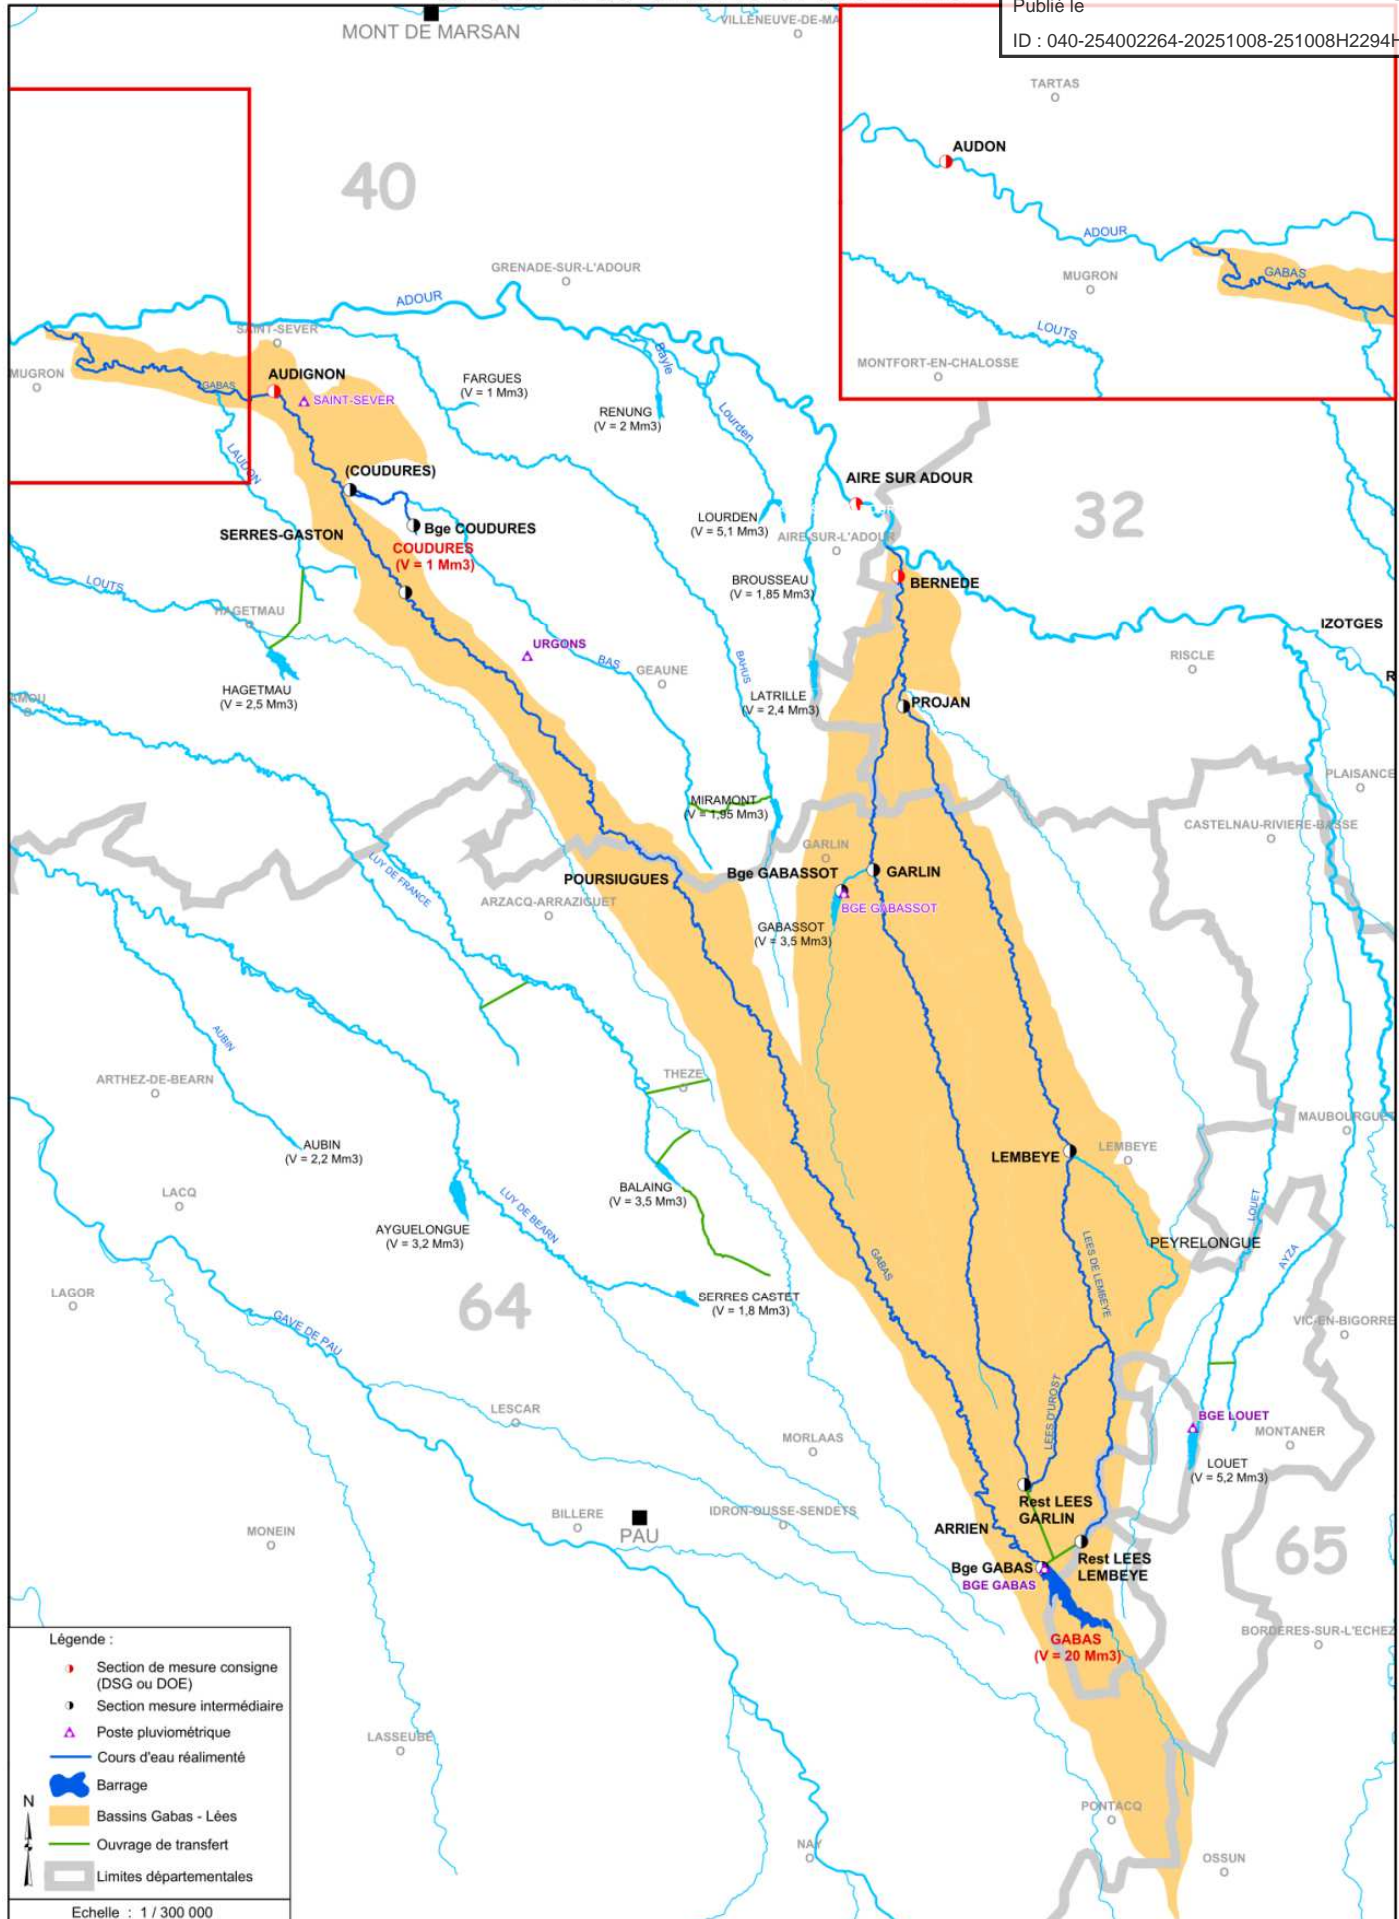 Publié le
ID : 040-254002264-20251008-251008H2294H
MONT DE MARSAN
VILLENEUVE-DE-MA
TARTAS
AUDON
ADOUR
GABAS
MUGRON
LOUTS
MONTFORT-EN-CHALOSSE
40
GRENADE-SUR-L'ADOUR
ADOUR
SAINT-SEVER
MUGRON
AUDIGNON
GABAS
SAINT-SEVER
FARGUES
(V = 1 Mm3)
Bayle
RENUNG
(V = 2 Mm3)
Lourden
LAUDON
(COUDURES)
AIRE SUR ADOUR
32
SERRES-GASTON
Bge COUDURES
COUDURES
(V = 1 Mm3)
LOURDEN
(V = 5,1 Mm3)
AIRE-SUR-L'ADOUR
BROUSSEAU
(V = 1,85 Mm3)
BERNEDE
LOUTS
HAGETMAU
IZOTGES
URGONS
BAS
GEAUNE
BAHUS
RISCLE
R
AMOU
HAGETMAU
(V = 2,5 Mm3)
LATRILLE
(V = 2,4 Mm3)
PROJAN
PLAISANCE
MIRAMONT
(V = 1,95 Mm3)
CASTELNAU-RIVIERE-BASSE
GARLIN
LUY DE FRANCE
POURSIUGUES
Bge GABASSOT
GARLIN
ARZACQ-ARRAZIGUET
BGE GABASSOT
GABASSOT
(V = 3,5 Mm3)
AUBIN
ARTHEZ-DE-BEARN
THEZE
MAUBOURGUET
AUBIN
(V = 2,2 Mm3)
LEMBEYE
LEMBEYE
LACQ
BALAING
(V = 3,5 Mm3)
LUY DE BEARN
LOUET
AYGUELONGUE
(V = 3,2 Mm3)
PEYRELONGUE
AYZA
GABAS
LEES DE LEMBEYE
LAGOR
64
SERRES CASTET
(V = 1,8 Mm3)
GAVE DE PAU
VIC-EN-BIGORRE
LESCAR
LEES D'UROST
BGE LOUET
MORLAAS
MONTANER
LOUET
(V = 5,2 Mm3)
Rest LEES
GARLIN
BILLERE
IDRON-OUSSE-SENDETS
MONEIN
PAU
ARRIEN
65
Rest LEES
LEMBEYE
Bge GABAS
BGE GABAS
GABAS
(V = 20 Mm3)
BORDERES-SUR-L'ECHEZ
LASSEUBE
PONTACQ
NAY
OSSUN
Légende :
Section de mesure consigne
(DSG ou DOE)
Section mesure intermédiaire
Poste pluviométrique
Cours d'eau réalimenté
Barrage
N
Bassins Gabas - Lées
Ouvrage de transfert
Limites départementales
Echelle : 1 / 300 000